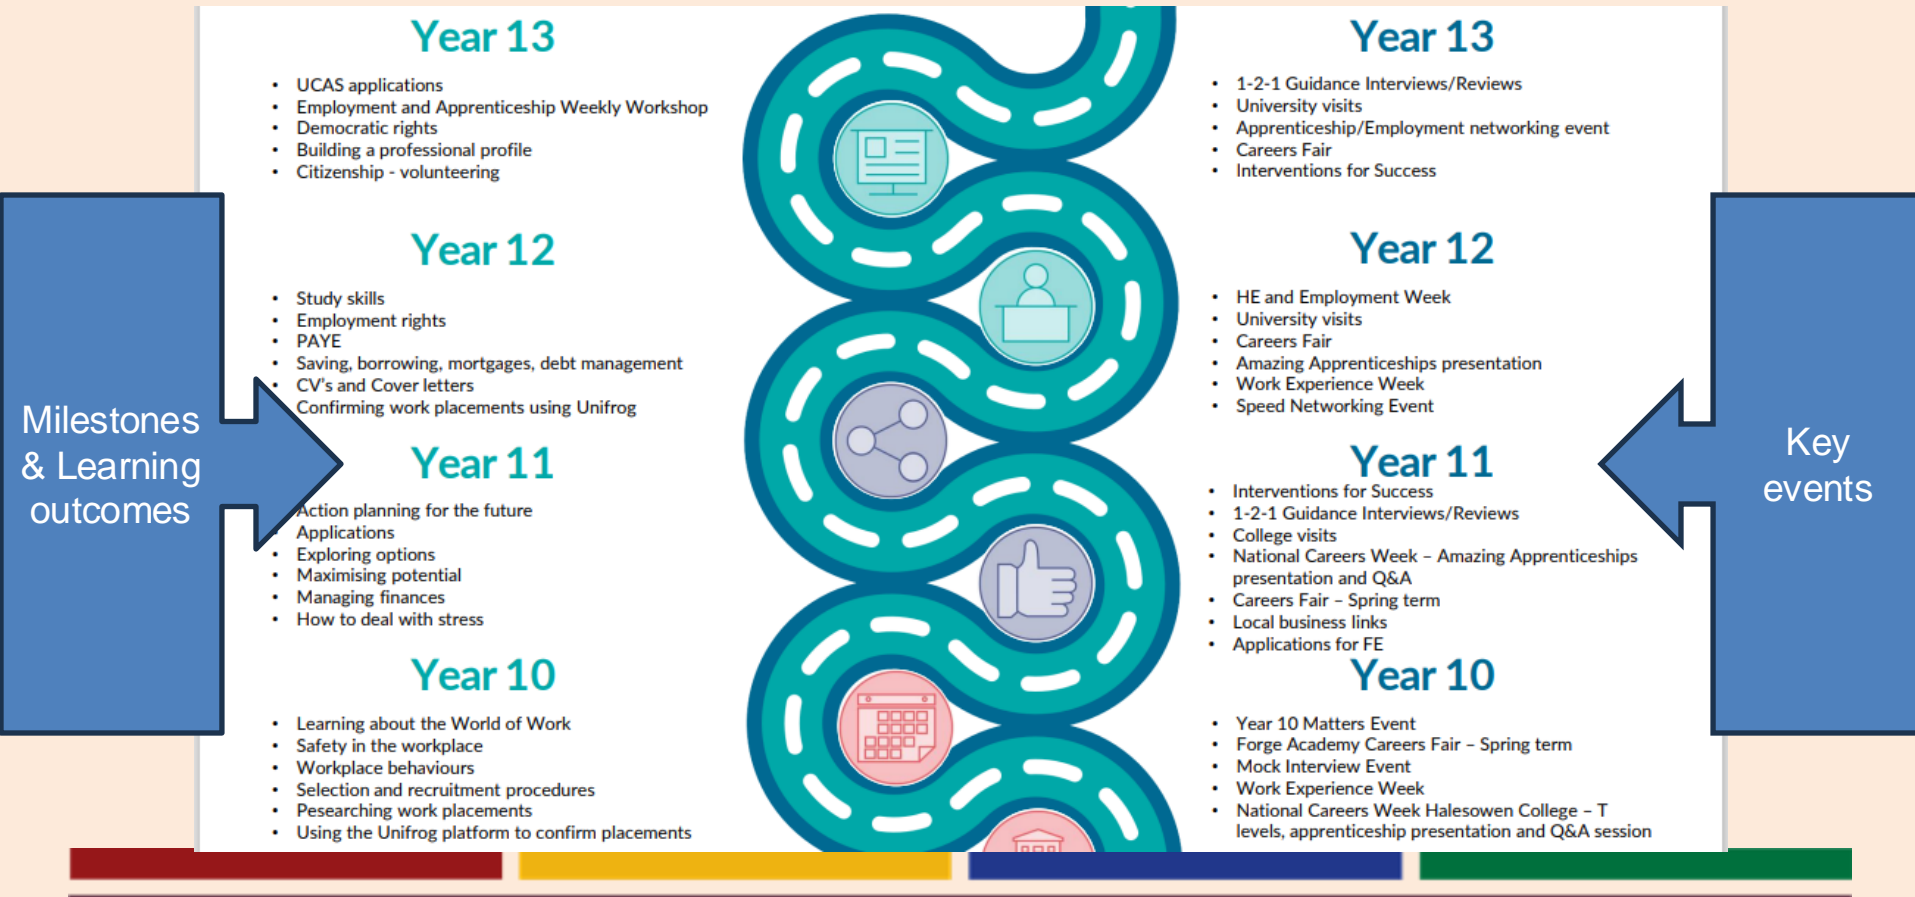 Year 13
• UCAS applications
• Employment and Apprenticeship Weekly Workshop
• Democratic rights
• Building a professional profile
• Citizenship - volunteering
Year 12
• Study skills
• Employment rights
• PAYE
• Saving, borrowing, mortgages, debt management
• CV's and Cover letters
Confirming work placements using Unifrog
Year 11
Action planning for the future
Applications
• Exploring options
• Maximising potential
• Managing finances
• How to deal with stress
Year 10
• Learning about the World of Work
• Safety in the workplace
• Workplace behaviours
• Selection and recruitment procedures
• Pesearching work placements
• Using the Unifrog platform to confirm placements
Milestones
& Learning
outcomes
Year 13
• 1-2-1 Guidance Interviews/Reviews
• University visits
• Apprenticeship/Employment networking event
• Careers Fair
• Interventions for Success
Year 12
• HE and Employment Week
• University visits
• Careers Fair
• Amazing Apprenticeships presentation
• Work Experience Week
• Speed Networking Event
Year 11
• Interventions for Success
• 1-2-1 Guidance Interviews/Reviews
• College visits
• National Careers Week – Amazing Apprenticeships
presentation and Q&A
• Careers Fair – Spring term
• Local business links
• Applications for FE
Year 10
• Year 10 Matters Event
• Forge Academy Careers Fair – Spring term
• Mock Interview Event
• Work Experience Week
• National Careers Week Halesowen College – T
levels, apprenticeship presentation and Q&A session
Key
events